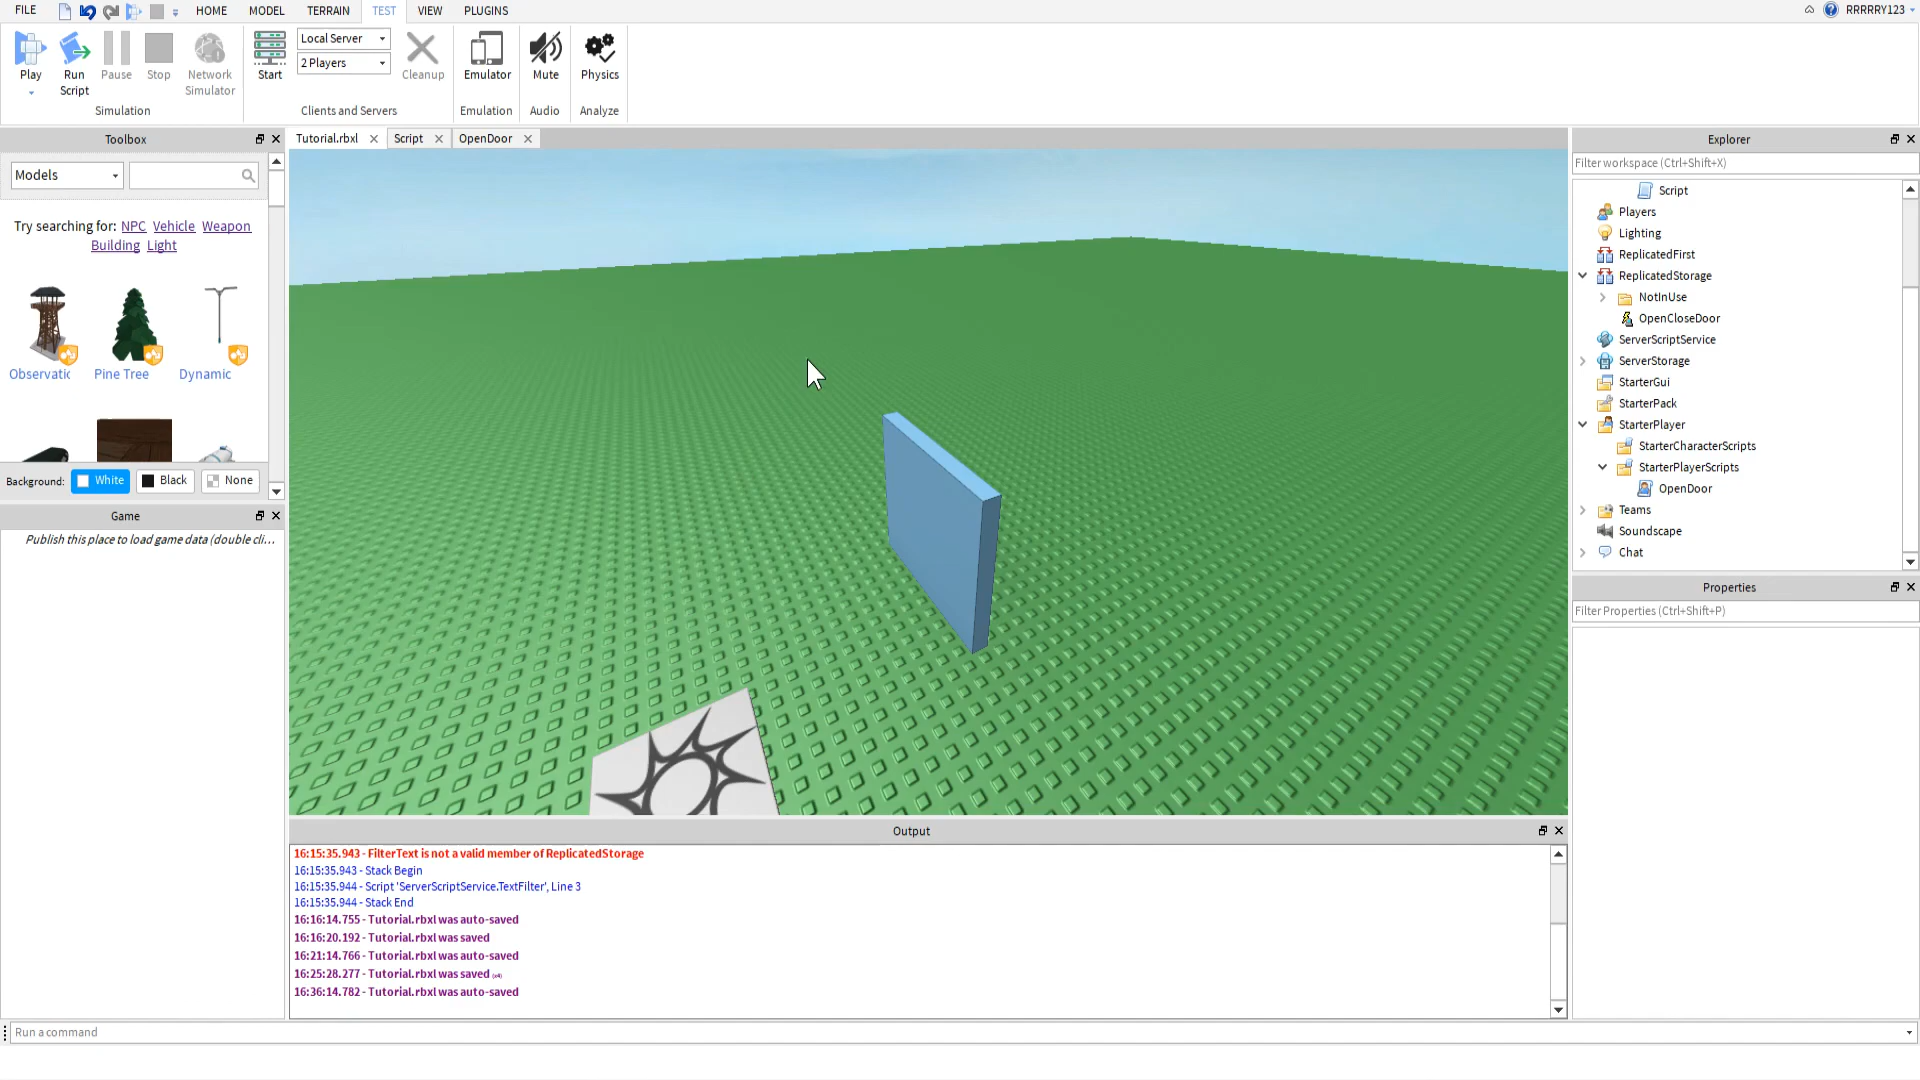 FILE HOME MODEL TERRAIN TEST VIEW PLUGINS RRRRRY123
Play
Run
Script
Pause
Stop
Network
Simulator
Simulation
Start
Local Server
2 Players
Cleanup
Clients and Servers
Emulator
Emulation
Mute
Audio
Physics
Analyze
Toolbox
Models
Try searching for: NPC Vehicle Weapon
Building Light
Observatic Pine Tree Dynamic
Background: White Black None
Game
Publish this place to load game data (double cli...
Tutorial.rbxl Script OpenDoor
Output
16:15:35.943 - FilterText is not a valid member of ReplicatedStorage
16:15:35.943 - Stack Begin
16:15:35.944 - Script 'ServerScriptService.TextFilter', Line 3
16:15:35.944 - Stack End
16:16:14.755 - Tutorial.rbxl was auto-saved
16:16:20.192 - Tutorial.rbxl was saved
16:21:14.766 - Tutorial.rbxl was auto-saved
16:25:28.277 - Tutorial.rbxl was saved (x4)
16:36:14.782 - Tutorial.rbxl was auto-saved
Explorer
Filter workspace (Ctrl+Shift+X)
Script
Players
Lighting
ReplicatedFirst
ReplicatedStorage
NotInUse
OpenCloseDoor
ServerScriptService
ServerStorage
StarterGui
StarterPack
StarterPlayer
StarterCharacterScripts
StarterPlayerScripts
OpenDoor
Teams
Soundscape
Chat
Properties
Filter Properties (Ctrl+Shift+P)
Run a command